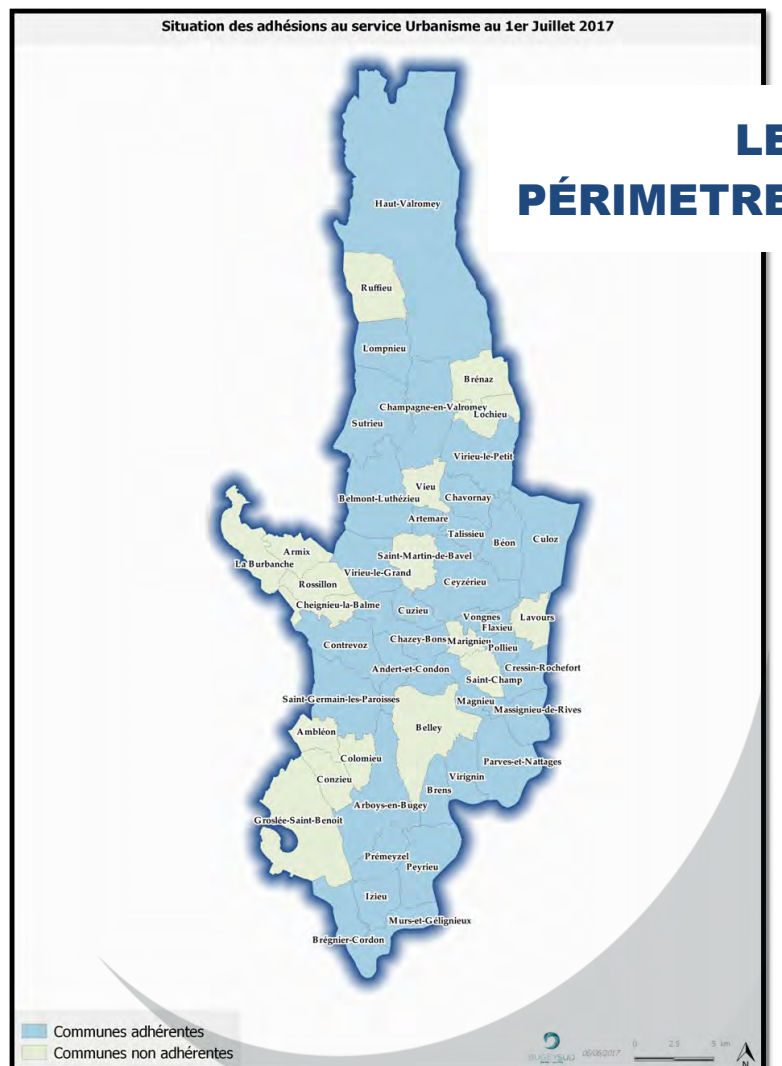 Situation des adhésions au service Urbanisme au 1er Juillet 2017
LE
PÉRIMETRE
Haut-Valromey
Ruffieu
Lompnieu
Brénaz
Champagne-en-Valromey
Lochieu
Sutrieu
Virieu-le-Petit
Vieu
Belmont-Luthézieu
Chavornay
Artemare
Talissieu
Béon
Culoz
Armix
Saint-Martin-de-Bavel
La Burbanche
Virieu-le-Grand
Rossillon
Ceyzérieu
Cheignieu-la-Balme
Cuzieu
Vongnes
Lavours
Flaxieu
Contrevoz
Chazey-Bons
Marignieu
Pollieu
Andert-et-Condon
Cressin-Rochefort
Saint-Champ
Saint-Germain-les-Paroisses
Magnieu
Massignieu-de-Rives
Ambléon
Belley
Colomieu
Parves-et-Nattages
Conzieu
Virignin
Brens
Arboys-en-Bugey
Groslée-Saint-Benoit
Prémeyzel
Peyrieu
Izieu
Murs-et-Gélignieux
Brégnier-Cordon
Communes adhérentes
Communes non adhérentes
BUGEYSUD
06/06/2017
0 2.5 5 km
N